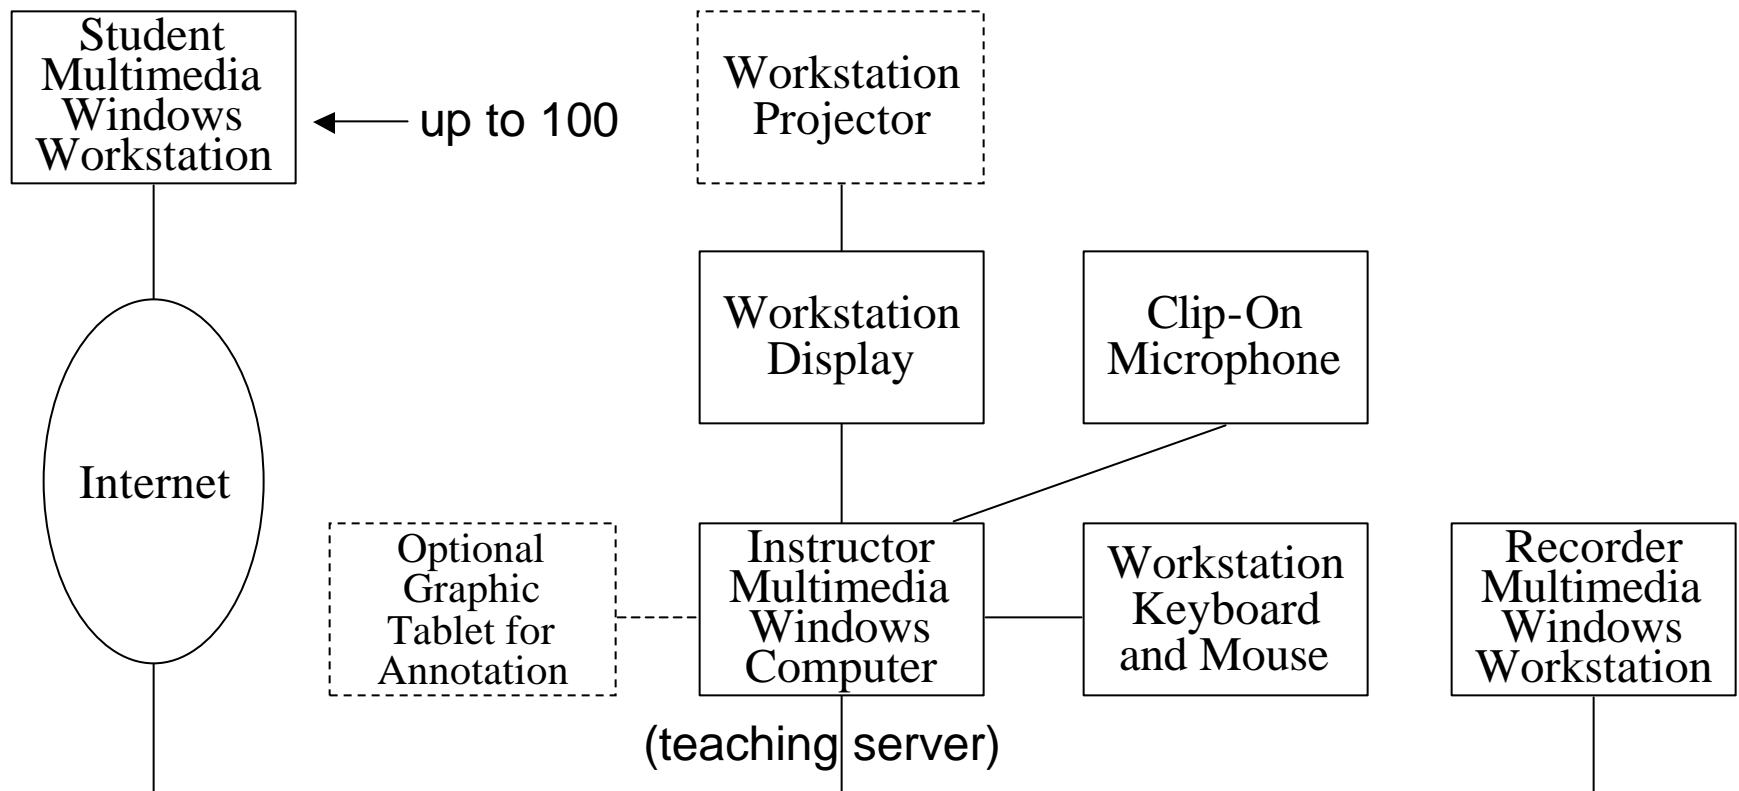 Student
Multimedia
Windows
Workstation
up to 100
Workstation
Projector
Workstation
Display
Clip-On
Microphone
Internet
Optional
Graphic
Tablet for
Annotation
Instructor
Multimedia
Windows
Computer
Workstation
Keyboard
and Mouse
Recorder
Multimedia
Windows
Workstation
(teaching server)